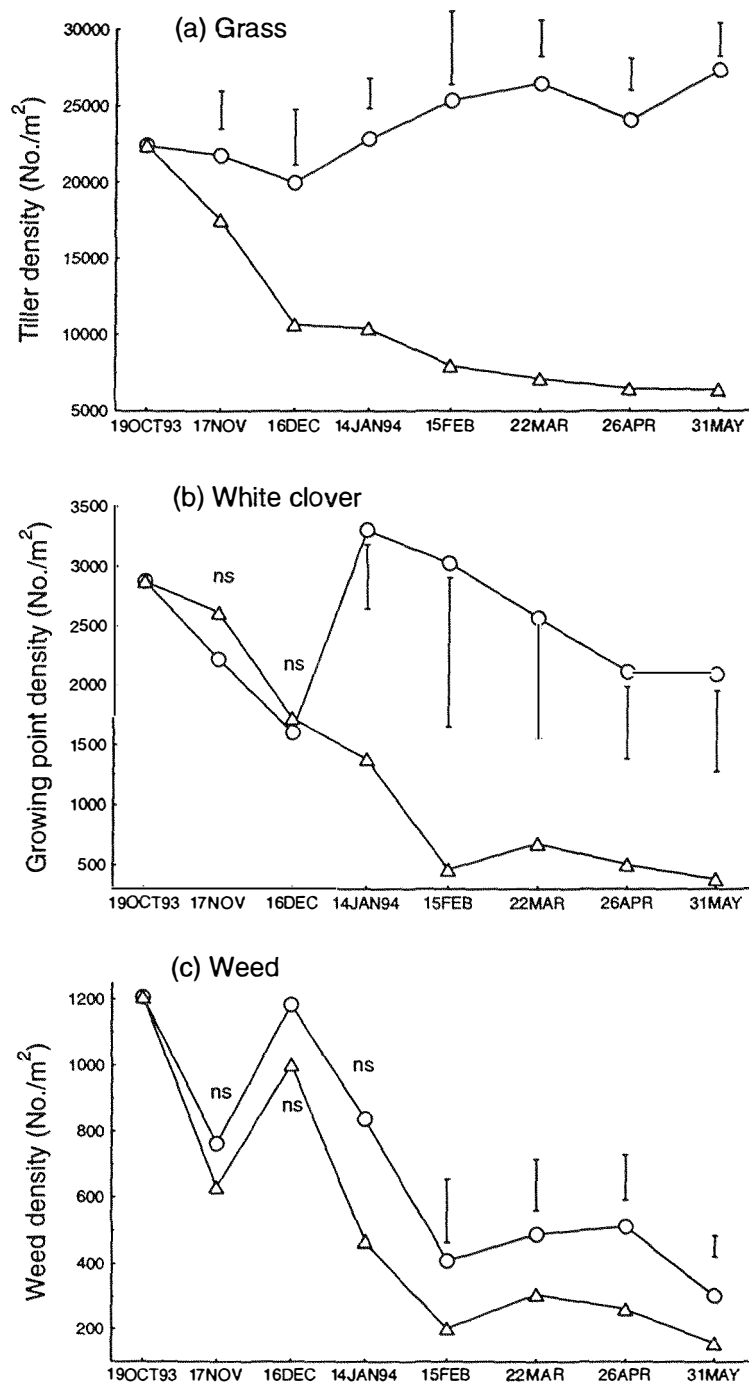 (a) Grass
Tiller density (No./m²)
30000
25000
20000
15000
10000
5000
19OCT93 17NOV 16DEC 14JAN94 15FEB 22MAR 26APR 31MAY
(b) White clover
Growing point density (No./m²)
3500
3000
2500
2000
1500
1000
500
ns
ns
19OCT93 17NOV 16DEC 14JAN94 15FEB 22MAR 26APR 31MAY
(c) Weed
Weed density (No./m²)
1200
1000
800
600
400
200
ns
ns
ns
19OCT93 17NOV 16DEC 14JAN94 15FEB 22MAR 26APR 31MAY